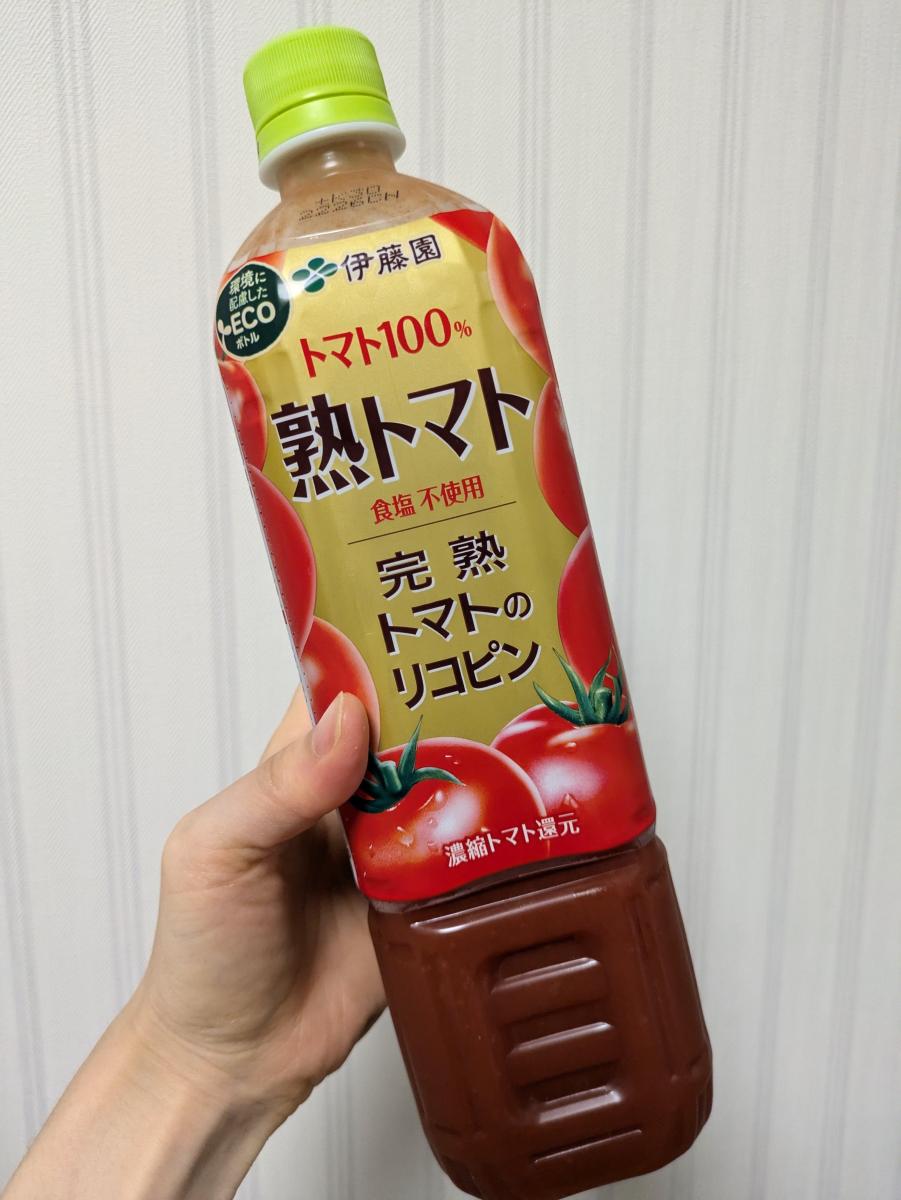 伊藤園
環境に
配慮した
ECO
ボトル
トマト100%
熟トマト
食塩不使用
完熟
トマトの
リコピン
濃縮トマト還元